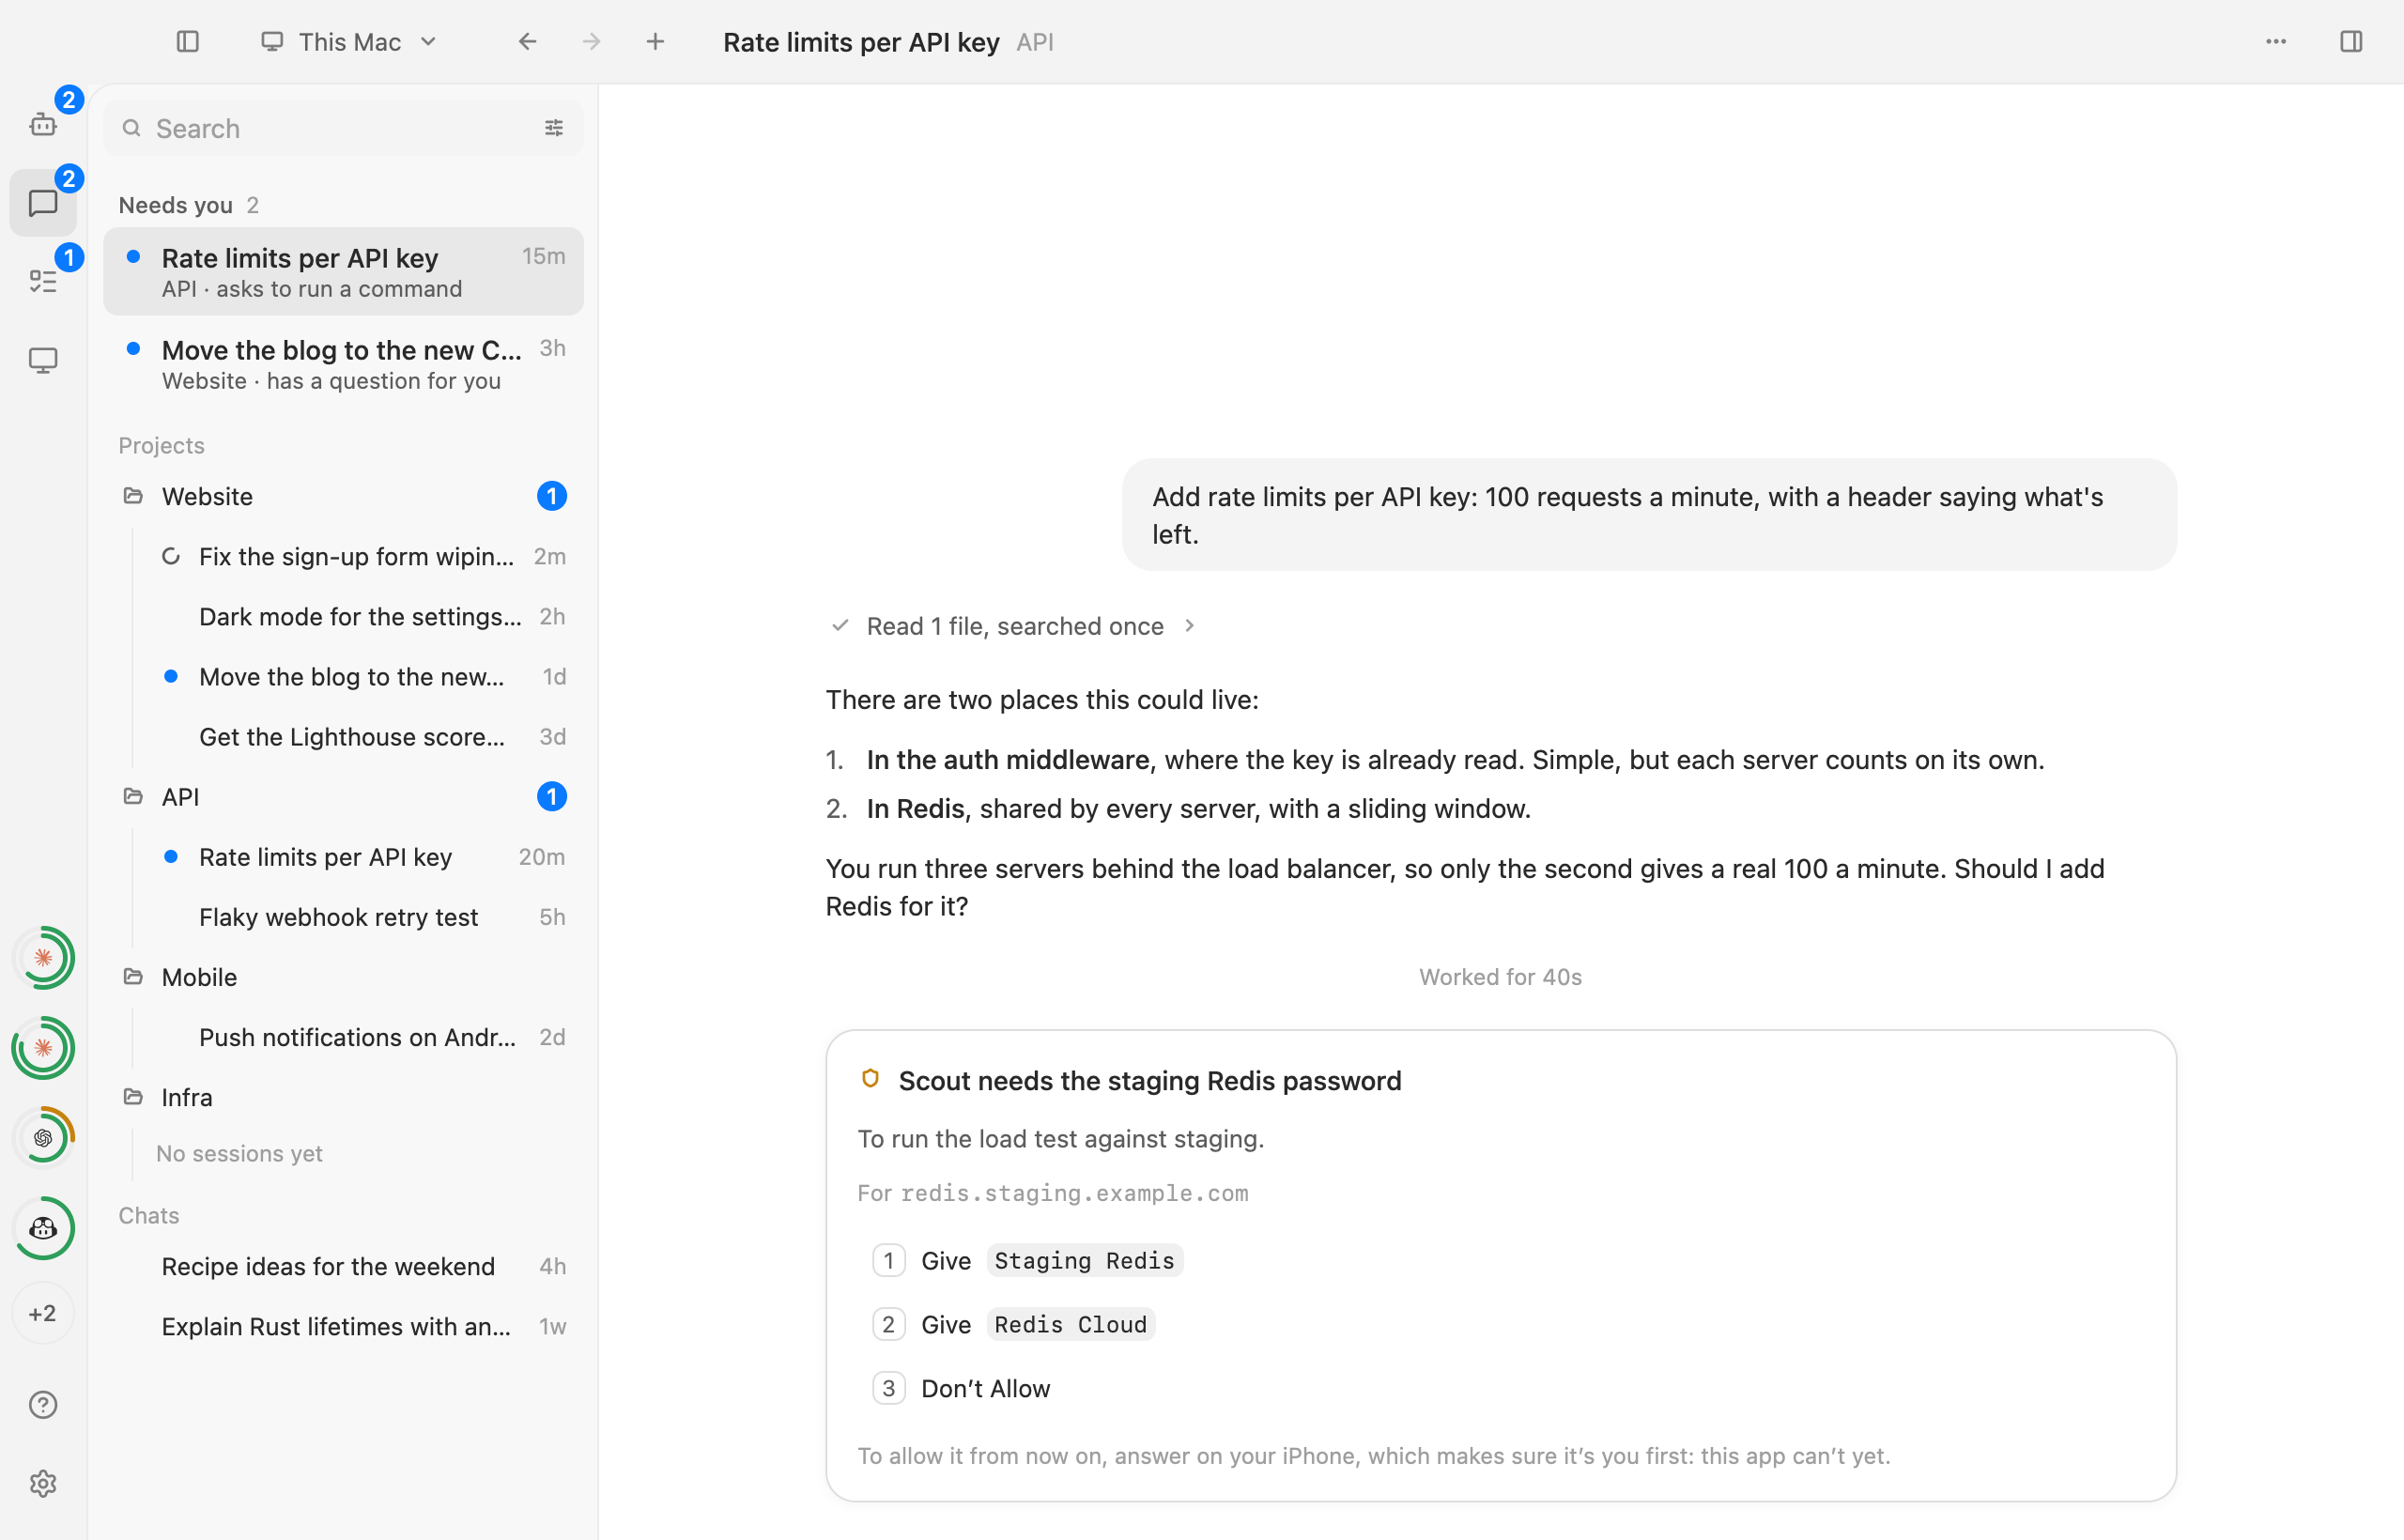 This Mac
Rate limits per API key API
2
2
1
Search
Needs you 2
Rate limits per API key 15m
API · asks to run a command
Move the blog to the new C... 3h
Website · has a question for you
Projects
Website 1
Fix the sign-up form wipin... 2m
Dark mode for the settings... 2h
Move the blog to the new... 1d
Get the Lighthouse score... 3d
API 1
Rate limits per API key 20m
Flaky webhook retry test 5h
Mobile
Push notifications on Andr... 2d
Infra
No sessions yet
Chats
Recipe ideas for the weekend 4h
Explain Rust lifetimes with an... 1w
+2
Add rate limits per API key: 100 requests a minute, with a header saying what's
left.
Read 1 file, searched once
There are two places this could live:
1. In the auth middleware, where the key is already read. Simple, but each server counts on its own.
2. In Redis, shared by every server, with a sliding window.
You run three servers behind the load balancer, so only the second gives a real 100 a minute. Should I add
Redis for it?
Worked for 40s
Scout needs the staging Redis password
To run the load test against staging.
For redis.staging.example.com
1 Give Staging Redis
2 Give Redis Cloud
3 Don’t Allow
To allow it from now on, answer on your iPhone, which makes sure it’s you first: this app can’t yet.